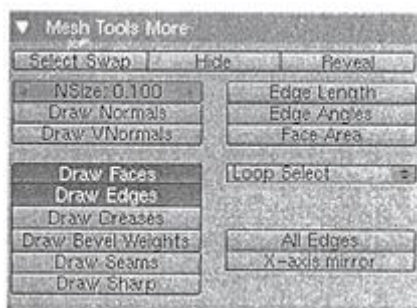 Mesh Tools More
Select Swap Hide Reveal
NSize: 0.100
Draw Normals
Draw VNormals
Edge Length
Edge Angles
Face Area
Draw Faces
Draw Edges
Draw Creases
Draw Bevel Weights
Draw Seams
Draw Sharp
Loop Select
All Edges
X-axis mirror